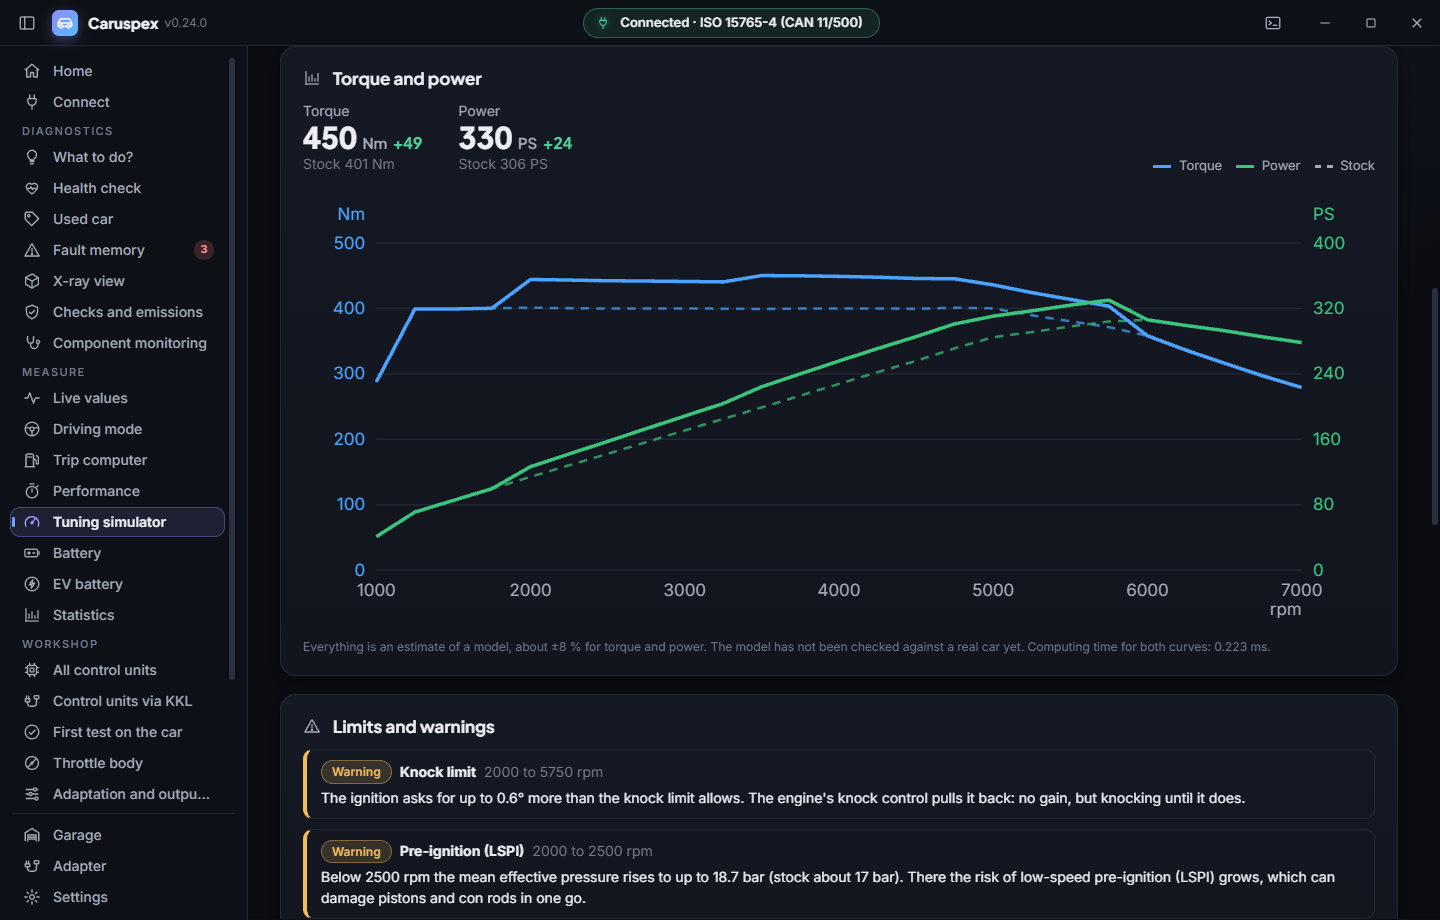 Caruspex v0.24.0
Connected · ISO 15765-4 (CAN 11/500)
Home
Connect
DIAGNOSTICS
What to do?
Health check
Used car
Fault memory 3
X-ray view
Checks and emissions
Component monitoring
MEASURE
Live values
Driving mode
Trip computer
Performance
Tuning simulator
Battery
EV battery
Statistics
WORKSHOP
All control units
Control units via KKL
First test on the car
Throttle body
Adaptation and outpu...
Garage
Adapter
Settings
Torque and power
Torque
450 Nm +49
Stock 401 Nm
Power
330 PS +24
Stock 306 PS
Torque Power Stock
Nm PS
500 400
400 320
300 240
200 160
100 80
0 0
1000 2000 3000 4000 5000 6000 7000
rpm
Everything is an estimate of a model, about ±8 % for torque and power. The model has not been checked against a real car yet. Computing time for both curves: 0.223 ms.
Limits and warnings
Warning Knock limit 2000 to 5750 rpm
The ignition asks for up to 0.6° more than the knock limit allows. The engine's knock control pulls it back: no gain, but knocking until it does.
Warning Pre-ignition (LSPI) 2000 to 2500 rpm
Below 2500 rpm the mean effective pressure rises to up to 18.7 bar (stock about 17 bar). There the risk of low-speed pre-ignition (LSPI) grows, which can
damage pistons and con rods in one go.